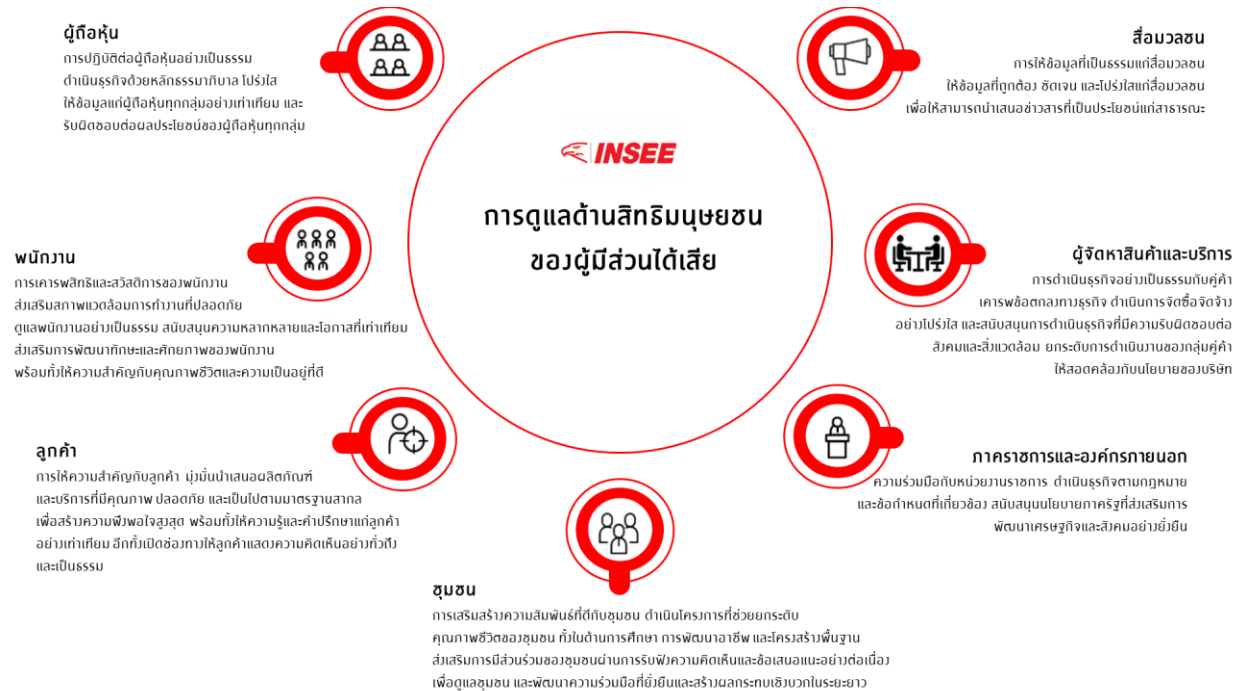 ผู้ถือหุ้น
การปฏิบัติต่อผู้ถือหุ้นอย่างเป็นธรรม
ดำเนินธุรกิจด้วยหลักธรรมาภิบาล โปร่งใส
ให้ข้อมูลแก่ผู้ถือหุ้นทุกกลุ่มอย่างเท่าเทียม และ
รับผิดชอบต่อผลประโยชน์ของผู้ถือหุ้นทุกกลุ่ม
สื่อมวลชน
การให้ข้อมูลที่เป็นธรรมแก่สื่อมวลชน
ให้ข้อมูลที่ถูกต้อง ชัดเจน และโปร่งใสแก่สื่อมวลชน
เพื่อให้สามารถนำเสนอข่าวสารที่เป็นประโยชน์แก่สาธารณะ
INSEE
การดูแลด้านสิทธิมนุษยชน
ของผู้มีส่วนได้เสีย
พนักงาน
การเคารพสิทธิและสวัสดิการของพนักงาน
ส่งเสริมสภาพแวดล้อมการทำงานที่ปลอดภัย
ดูแลพนักงานอย่างเป็นธรรม สนับสนุนความหลากหลายและโอกาสที่เท่าเทียม
ส่งเสริมการพัฒนาทักษะและศักยภาพของพนักงาน
พร้อมทั้งให้ความสำคัญกับคุณภาพชีวิตและความเป็นอยู่ที่ดี
ผู้จัดหาสินค้าและบริการ
การดำเนินธุรกิจอย่างเป็นธรรมกับคู่ค้า
เคารพข้อตกลงทางธุรกิจ ดำเนินการจัดซื้อจัดจ้าง
อย่างโปร่งใส และสนับสนุนการดำเนินธุรกิจที่มีความรับผิดชอบต่อ
สังคมและสิ่งแวดล้อม ยกระดับการดำเนินงานของกลุ่มคู่ค้า
ให้สอดคล้องกับนโยบายของบริษัท
ลูกค้า
การให้ความสำคัญกับลูกค้า มุ่งมั่นนำเสนอผลิตภัณฑ์
และบริการที่มีคุณภาพ ปลอดภัย และเป็นไปตามมาตรฐานสากล
เพื่อสร้างความพึงพอใจสูงสุด พร้อมทั้งให้ความรู้และคำปรึกษาแก่ลูกค้า
อย่างเท่าเทียม อีกทั้งเปิดช่องทางให้ลูกค้าแสดงความคิดเห็นอย่างทั่วถึง
และเป็นธรรม
ภาคราชการและองค์กรภายนอก
ความร่วมมือกับหน่วยงานราชการ ดำเนินธุรกิจตามกฎหมาย
และข้อกำหนดที่เกี่ยวข้อง สนับสนุนนโยบายภาครัฐที่ส่งเสริมการ
พัฒนาเศรษฐกิจและสังคมอย่างยั่งยืน
ชุมชน
การเสริมสร้างความสัมพันธ์ที่ดีกับชุมชน ดำเนินโครงการที่ช่วยยกระดับ
คุณภาพชีวิตของชุมชน ทั้งในด้านการศึกษา การพัฒนาอาชีพ และโครงสร้างพื้นฐาน
ส่งเสริมการมีส่วนร่วมของชุมชนผ่านการรับฟังความคิดเห็นและข้อเสนอแนะอย่างต่อเนื่อง
เพื่อดูแลชุมชน และพัฒนาความร่วมมือที่ยั่งยืนและสร้างผลกระทบเชิงบวกในระยะยาว